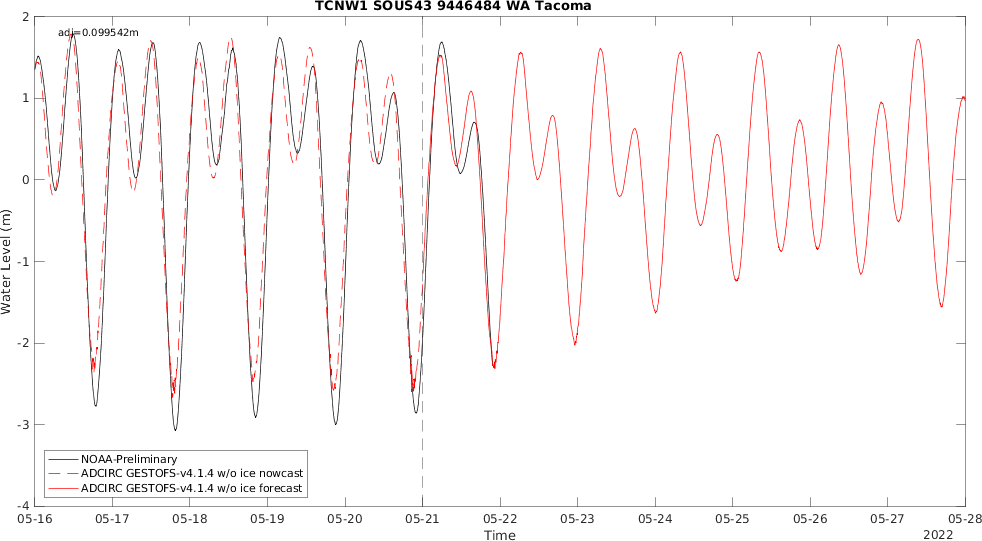 TCNW1 SOUS43 9446484 WA Tacoma
adj=0.099542m
2
1
0
-1
-2
-3
-4
Water Level (m)
NOAA-Preliminary
ADCIRC GESTOFS-v4.1.4 w/o ice nowcast
ADCIRC GESTOFS-v4.1.4 w/o ice forecast
05-16 05-17 05-18 05-19 05-20 05-21 05-22 05-23 05-24 05-25 05-26 05-27 05-28
Time
2022